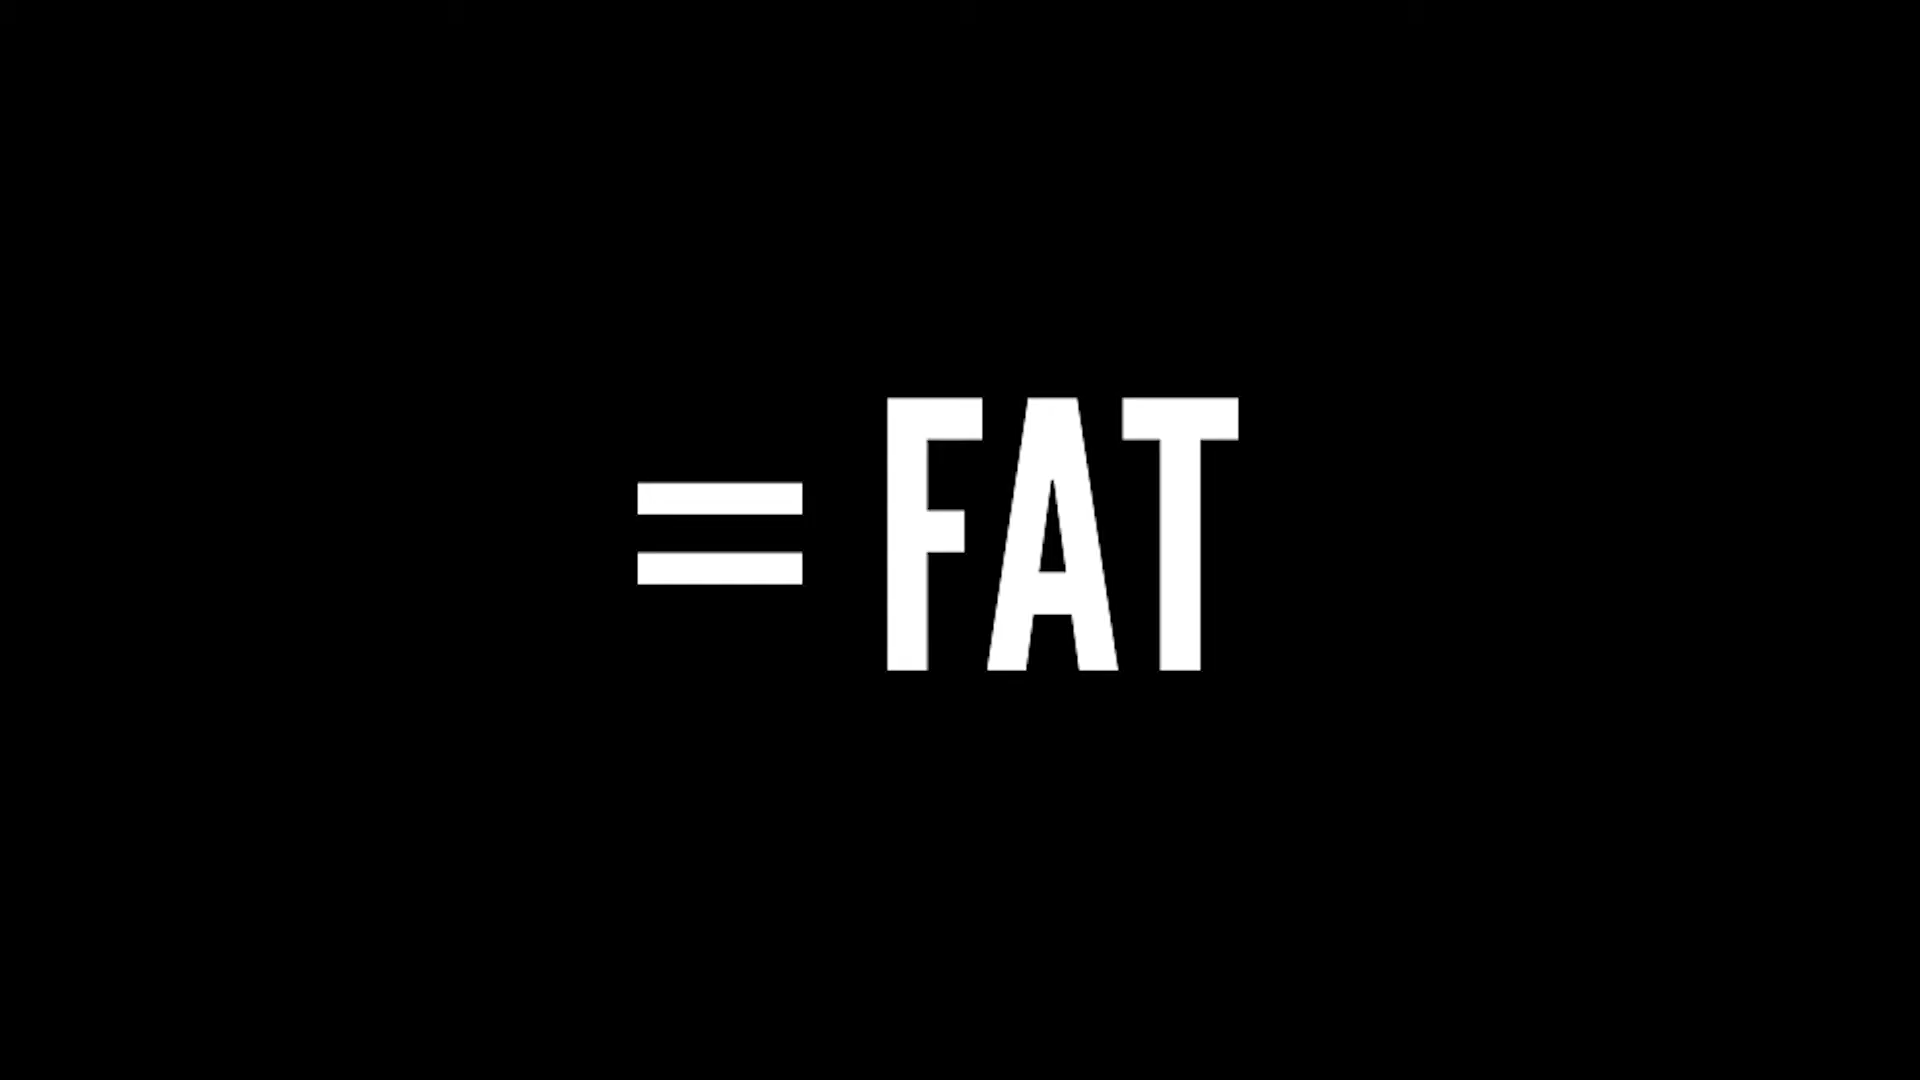 = FAT